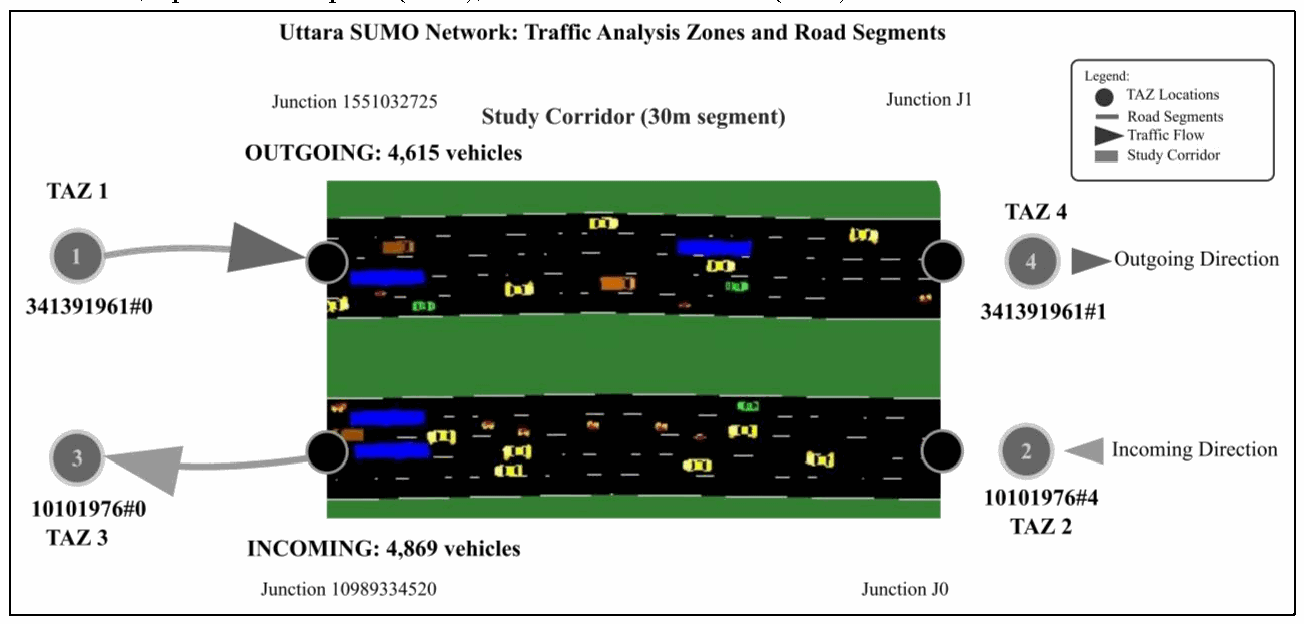 Uttara SUMO Network: Traffic Analysis Zones and Road Segments
Junction 1551032725
Study Corridor (30m segment)
Junction J1
Legend:
TAZ Locations
Road Segments
Traffic Flow
Study Corridor
OUTGOING: 4,615 vehicles
TAZ 1
1
341391961#0
TAZ 4
4
Outgoing Direction
341391961#1
3
10101976#0
TAZ 3
2
Incoming Direction
10101976#4
TAZ 2
INCOMING: 4,869 vehicles
Junction 10989334520
Junction J0